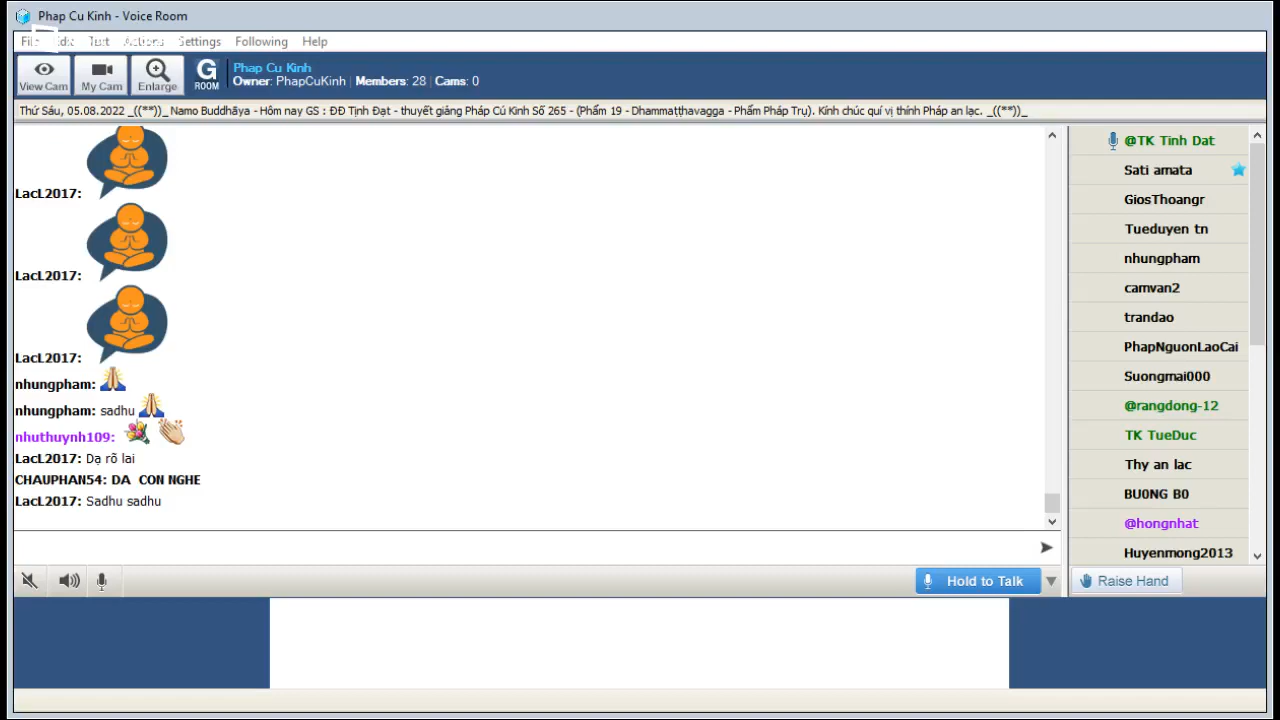 Phap Cu Kinh - Voice Room
Settings Following Help
View Cam My Cam Enlarge
G ROOM
Phap Cu Kinh
Owner: PhapCuKinh | Members: 28 | Cams: 0
Thứ Sáu, 05.08.2022 _((**))_ Namo Buddhāya - Hôm nay GS : ĐĐ Tịnh Đạt - thuyết giảng Pháp Cú Kinh Số 265 - (Phẩm 19 - Dhammaṭṭhavagga - Phẩm Pháp Trụ). Kính chúc quí vị thính Pháp an lạc. _((**))_
LacL2017:
LacL2017:
LacL2017:
nhungpham:
nhungpham: sadhu
nhuthuynh109:
LacL2017: Dạ rõ lai
CHAUPHAN54: DA CON NGHE
LacL2017: Sadhu sadhu
@TK Tinh Dat
Sati amata
GiosThoangr
Tueduyen tn
nhungpham
camvan2
trandao
PhapNguonLaoCai
Suongmai000
@rangdong-12
TK TueDuc
Thy an lac
BU0NG B0
@hongnhat
Huyenmong2013
Hold to Talk
Raise Hand